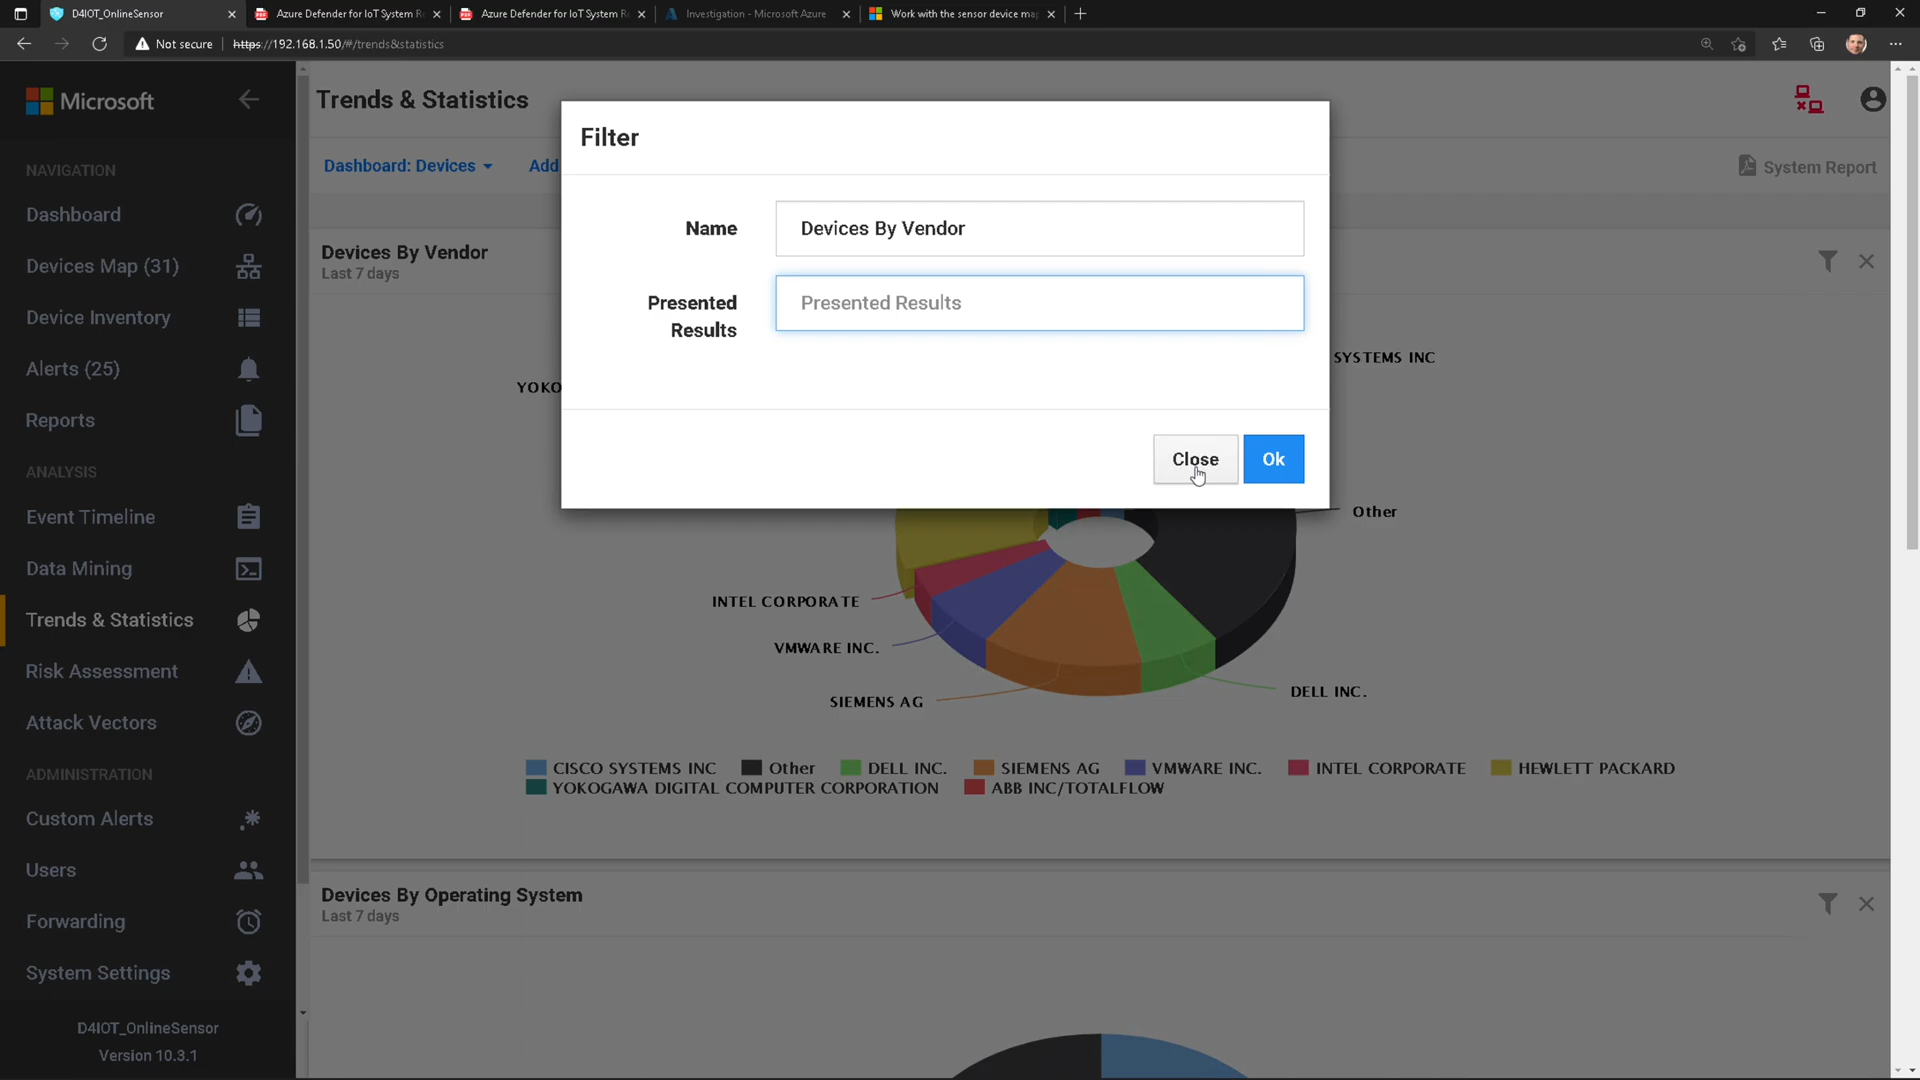 D4IOT_OnlineSensor
Azure Defender for IoT System R
Azure Defender for IoT System R
Investigation - Microsoft Azure
Work with the sensor device ma
Not secure
https://192.168.1.50/#/trends&statistics
Microsoft
NAVIGATION
Dashboard
Devices Map (31)
Device Inventory
Alerts (25)
Reports
ANALYSIS
Event Timeline
Data Mining
Trends & Statistics
Risk Assessment
Attack Vectors
ADMINISTRATION
Custom Alerts
Users
Forwarding
System Settings
D4IOT_OnlineSensor
Version 10.3.1
Trends & Statistics
Dashboard: Devices
Add
System Report
Devices By Vendor
Last 7 days
Filter
Name
Devices By Vendor
Presented
Results
Presented Results
Close
Ok
SYSTEMS INC
YOKO
Other
INTEL CORPORATE
VMWARE INC.
SIEMENS AG
DELL INC.
CISCO SYSTEMS INC
Other
DELL INC.
SIEMENS AG
VMWARE INC.
INTEL CORPORATE
HEWLETT PACKARD
YOKOGAWA DIGITAL COMPUTER CORPORATION
ABB INC/TOTALFLOW
Devices By Operating System
Last 7 days